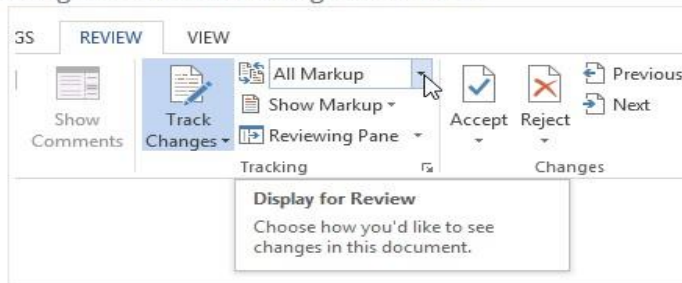 GS REVIEW VIEW
All Markup
Show Markup
Reviewing Pane
Show Comments
Track Changes
Accept
Reject
Previous
Next
Tracking
Changes
Display for Review
Choose how you'd like to see
changes in this document.